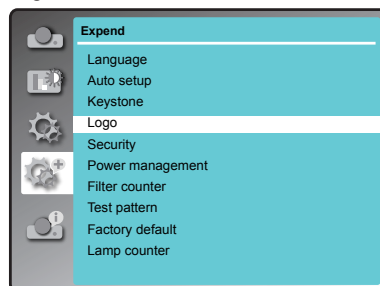 Expend
Language
Auto setup
Keystone
Logo
Security
Power management
Filter counter
Test pattern
Factory default
Lamp counter